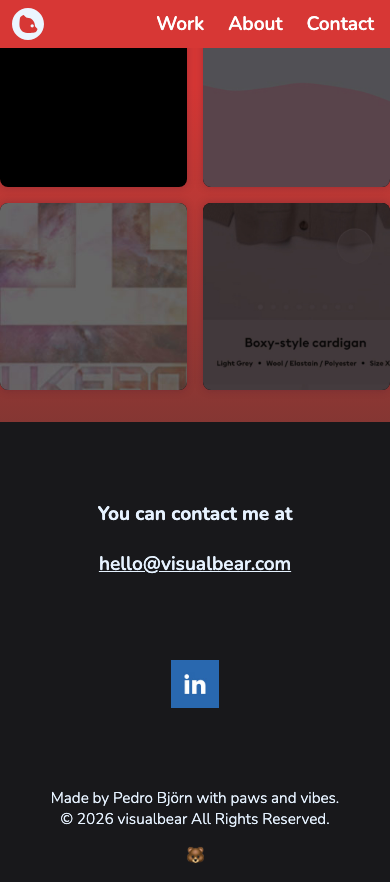 Work About Contact
Boxy-style cardigan
Light Grey • Wool / Elastain / Polyester • Size X
You can contact me at
hello@visualbear.com
in
Made by Pedro Björn with paws and vibes.
© 2026 visualbear All Rights Reserved.